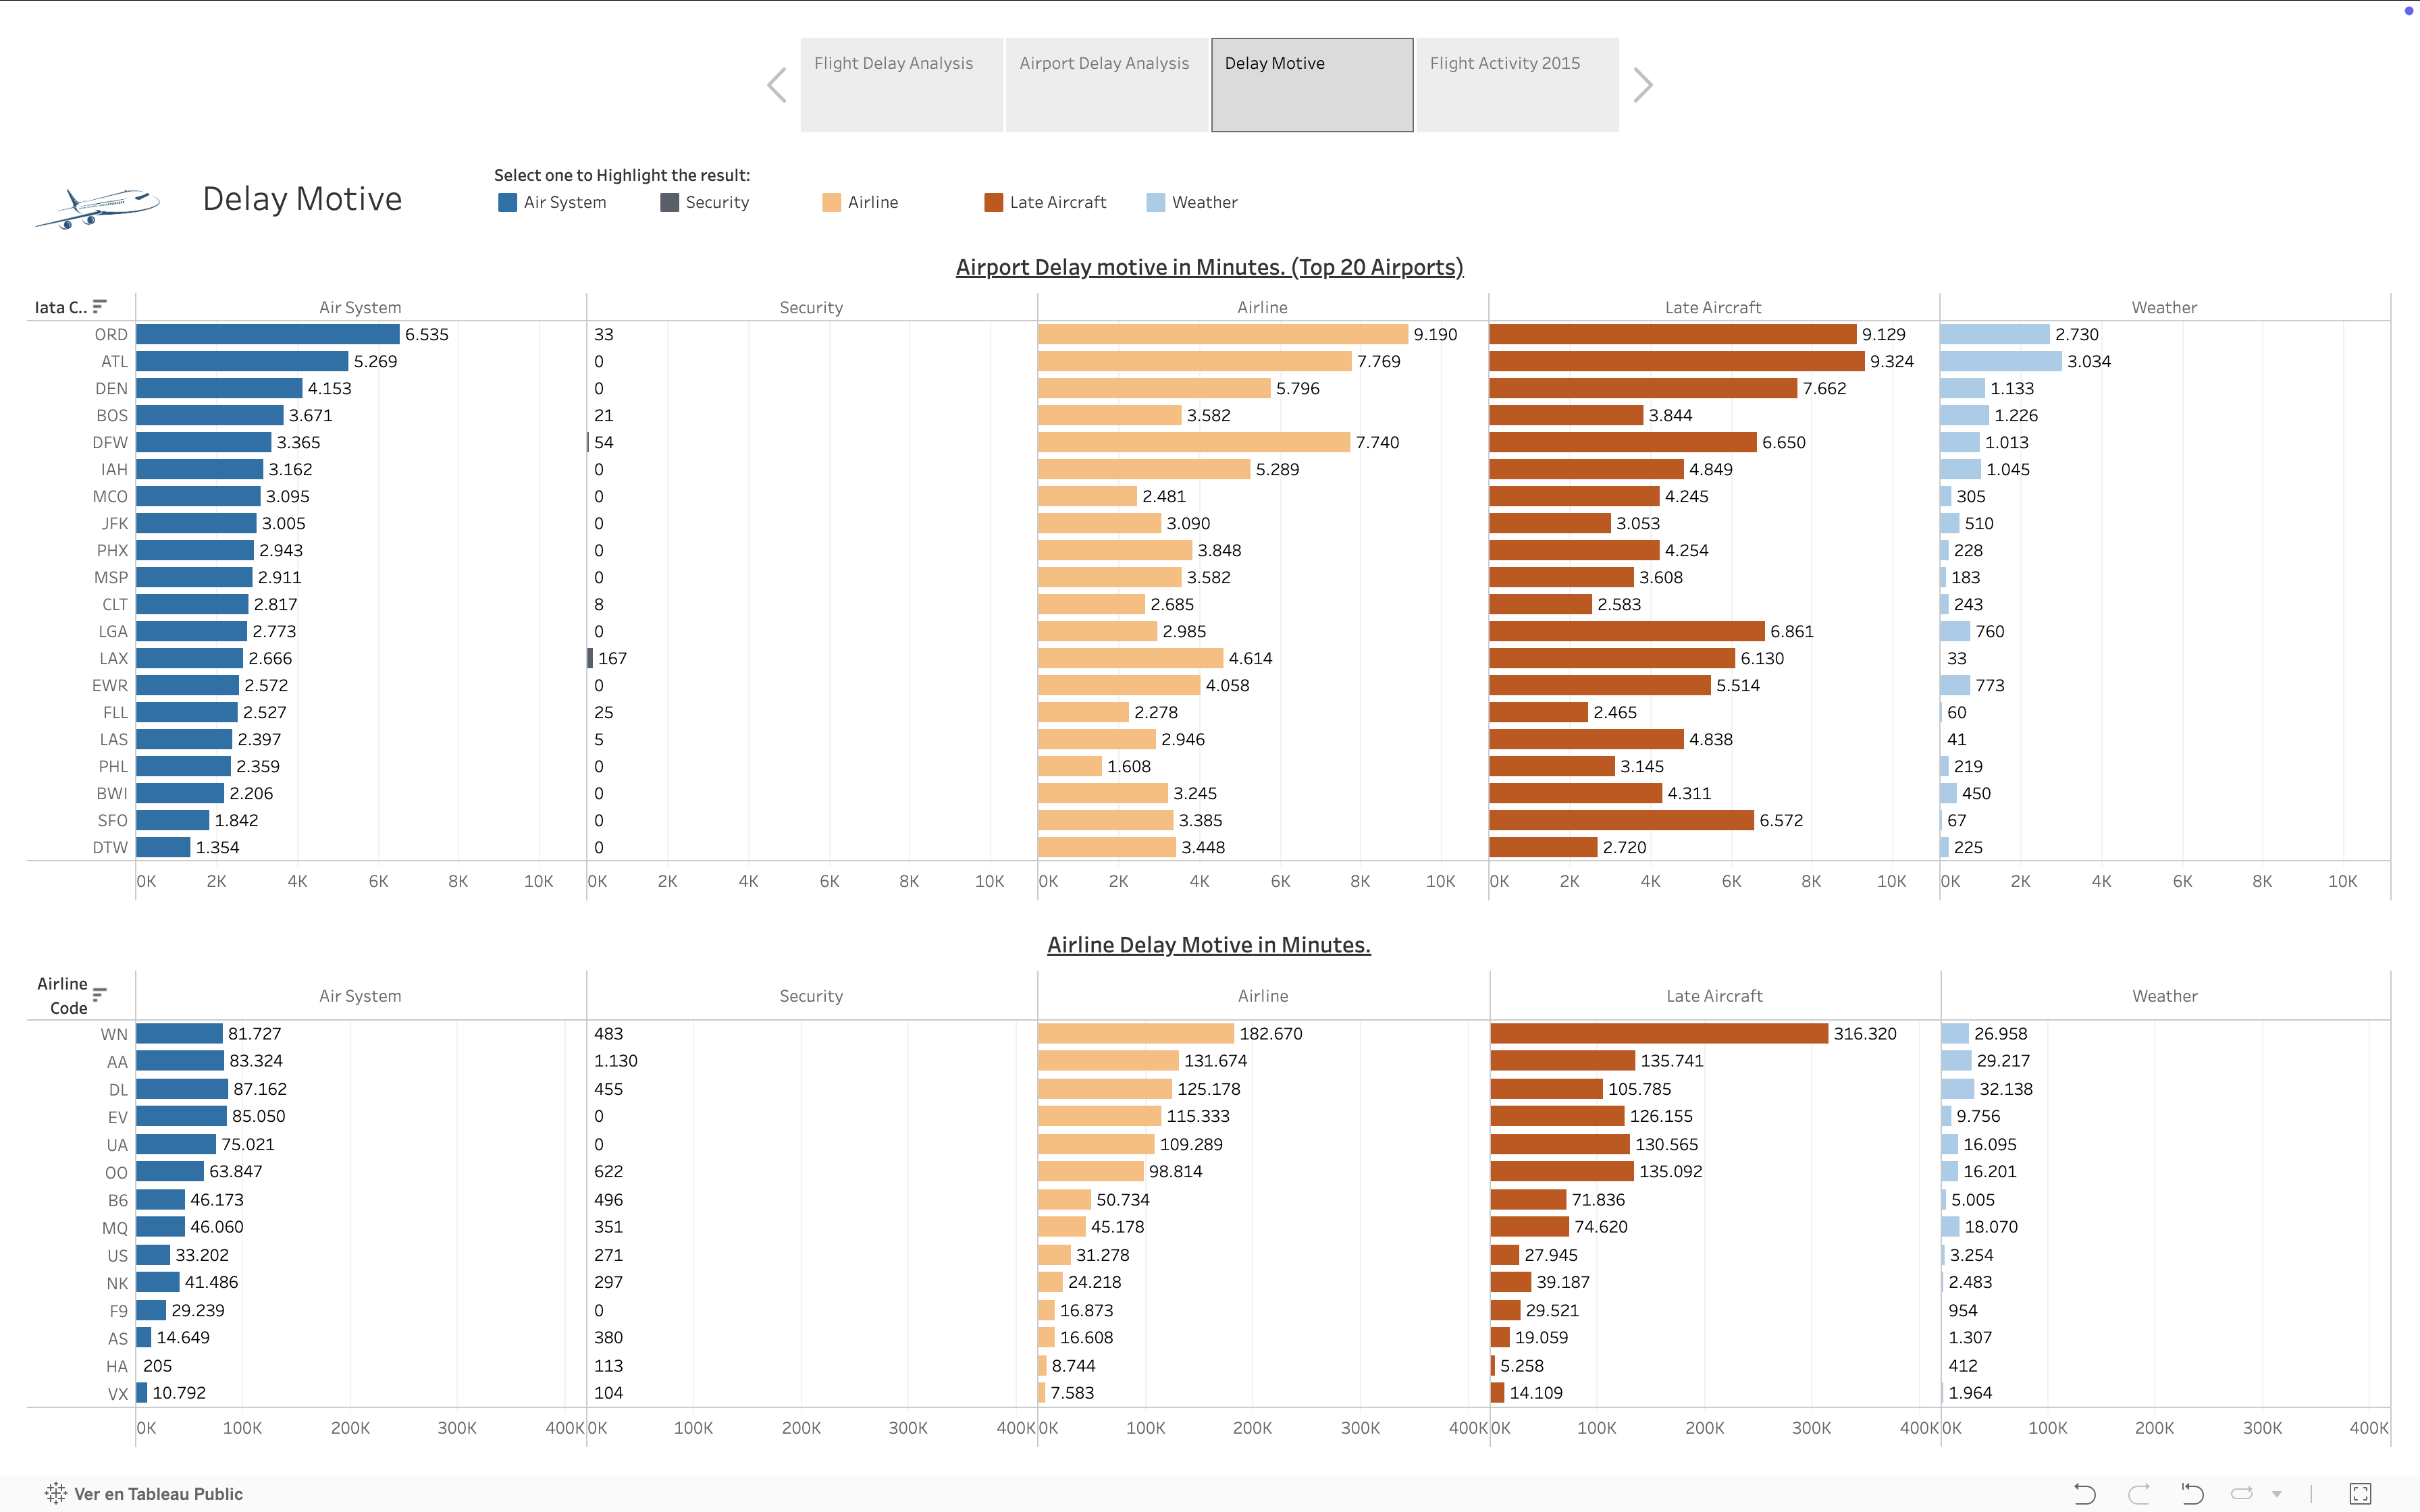 Flight Delay Analysis Airport Delay Analysis Delay Motive Flight Activity 2015
Select one to Highlight the result:
Delay Motive
Air System Security Airline Late Aircraft Weather
Airport Delay motive in Minutes. (Top 20 Airports)
Iata C.. Air System Security Airline Late Aircraft Weather
ORD 6.535 33 9.190 9.129 2.730
ATL 5.269 0 7.769 9.324 3.034
DEN 4.153 0 5.796 7.662 1.133
BOS 3.671 21 3.582 3.844 1.226
DFW 3.365 54 7.740 6.650 1.013
IAH 3.162 0 5.289 4.849 1.045
MCO 3.095 0 2.481 4.245 305
JFK 3.005 0 3.090 3.053 510
PHX 2.943 0 3.848 4.254 228
MSP 2.911 0 3.582 3.608 183
CLT 2.817 8 2.685 2.583 243
LGA 2.773 0 2.985 6.861 760
LAX 2.666 167 4.614 6.130 33
EWR 2.572 0 4.058 5.514 773
FLL 2.527 25 2.278 2.465 60
LAS 2.397 5 2.946 4.838 41
PHL 2.359 0 1.608 3.145 219
BWI 2.206 0 3.245 4.311 450
SFO 1.842 0 3.385 6.572 67
DTW 1.354 0 3.448 2.720 225
0K 2K 4K 6K 8K 10K 0K 2K 4K 6K 8K 10K 0K 2K 4K 6K 8K 10K 0K 2K 4K 6K 8K 10K 0K 2K 4K 6K 8K 10K
Airline Delay Motive in Minutes.
Airline
Code Air System Security Airline Late Aircraft Weather
WN 81.727 483 182.670 316.320 26.958
AA 83.324 1.130 131.674 135.741 29.217
DL 87.162 455 125.178 105.785 32.138
EV 85.050 0 115.333 126.155 9.756
UA 75.021 0 109.289 130.565 16.095
OO 63.847 622 98.814 135.092 16.201
B6 46.173 496 50.734 71.836 5.005
MQ 46.060 351 45.178 74.620 18.070
US 33.202 271 31.278 27.945 3.254
NK 41.486 297 24.218 39.187 2.483
F9 29.239 0 16.873 29.521 954
AS 14.649 380 16.608 19.059 1.307
HA 205 113 8.744 5.258 412
VX 10.792 104 7.583 14.109 1.964
0K 100K 200K 300K 400K 0K 100K 200K 300K 400K 0K 100K 200K 300K 400K 0K 100K 200K 300K 400K 0K 100K 200K 300K 400K
Ver en Tableau Public